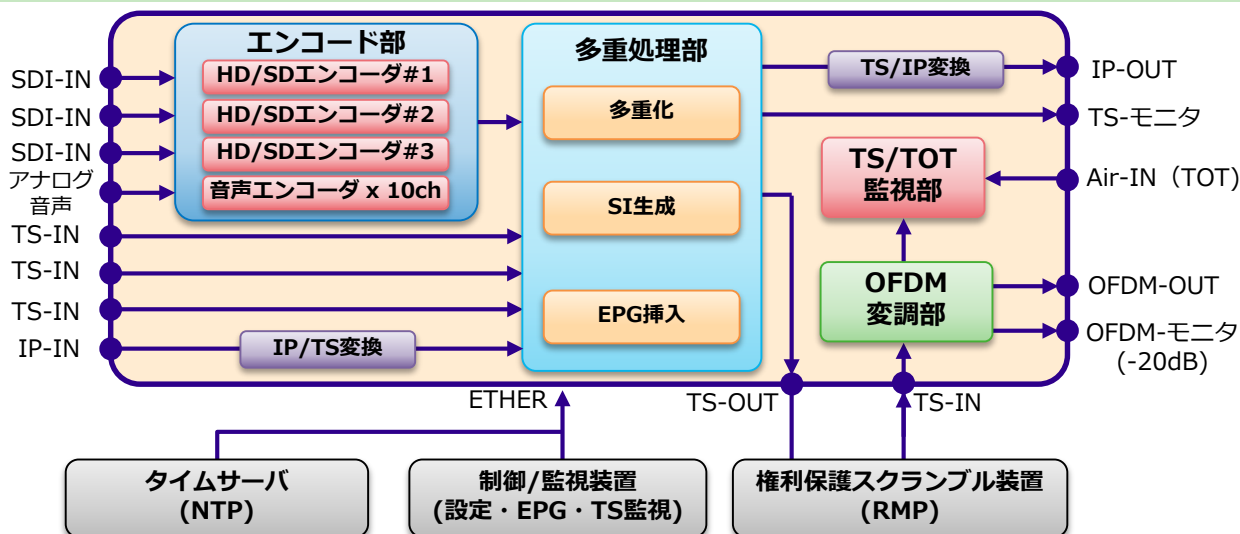 エンコード部
HD/SDエンコーダ#1
HD/SDエンコーダ#2
HD/SDエンコーダ#3
音声エンコーダ x 10ch
SDI-IN
SDI-IN
SDI-IN
アナログ
音声
TS-IN
TS-IN
TS-IN
IP-IN
IP/TS変換
多重処理部
多重化
SI生成
EPG挿入
TS/IP変換
IP-OUT
TS-モニタ
TS/TOT
監視部
Air-IN（TOT)
OFDM
変調部
OFDM-OUT
OFDM-モニタ
(-20dB)
ETHER
TS-OUT
TS-IN
タイムサーバ
(NTP)
制御/監視装置
(設定・EPG・TS監視)
権利保護スクランブル装置
(RMP)